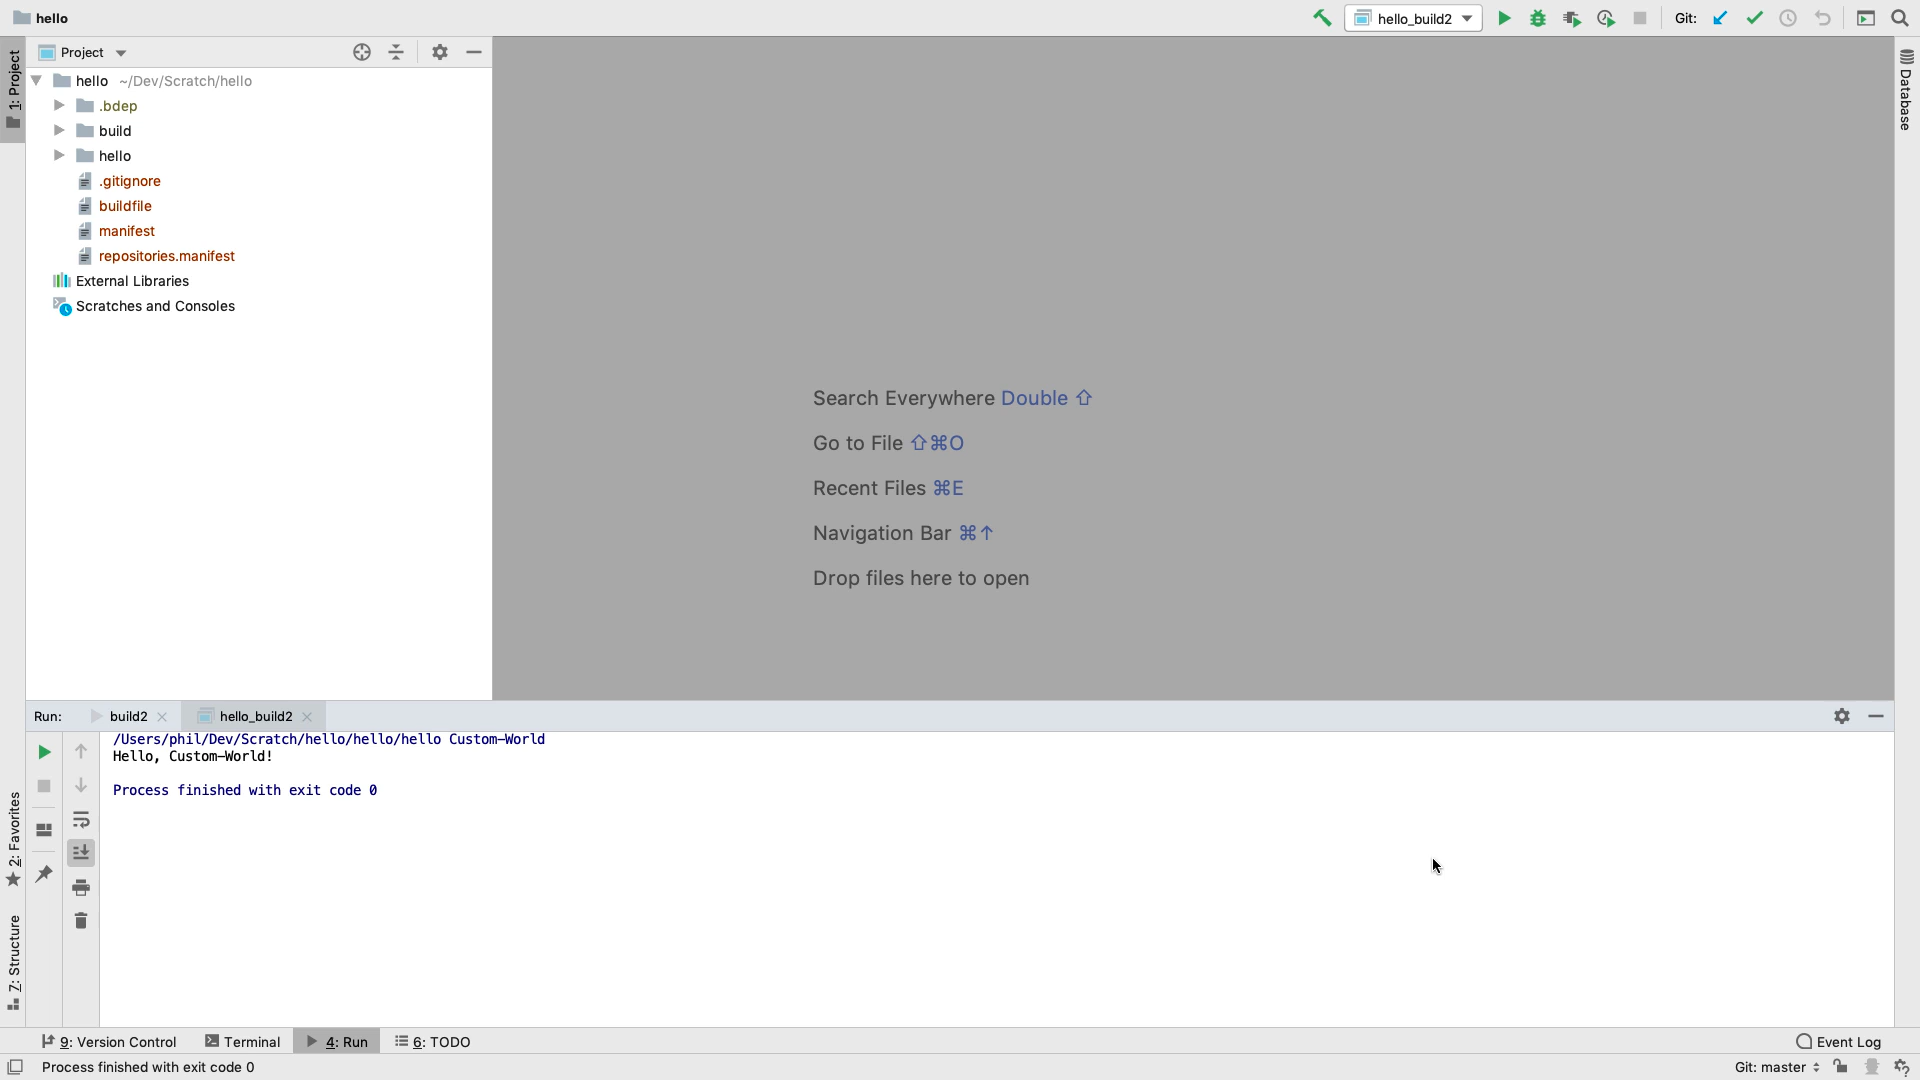 hello
hello_build2
Git:
1: Project
Project
hello ~/Dev/Scratch/hello
.bdep
build
hello
.gitignore
buildfile
manifest
repositories.manifest
External Libraries
Scratches and Consoles
Search Everywhere Double ⇧
Go to File ⇧⌘O
Recent Files ⌘E
Navigation Bar ⌘↑
Drop files here to open
Database
Run: build2 hello_build2
/Users/phil/Dev/Scratch/hello/hello/hello Custom-World
Hello, Custom-World!
Process finished with exit code 0
2: Favorites
7: Structure
9: Version Control Terminal 4: Run 6: TODO Event Log
Process finished with exit code 0 Git: master